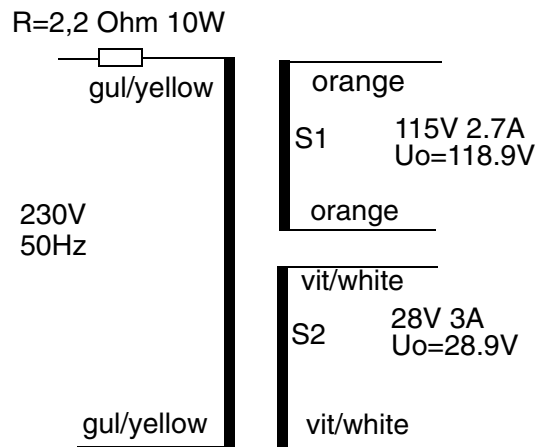 R=2,2 Ohm 10W
gul/yellow
orange
S1
115V 2.7A
Uo=118.9V
orange
230V
50Hz
vit/white
S2
28V 3A
Uo=28.9V
gul/yellow
vit/white